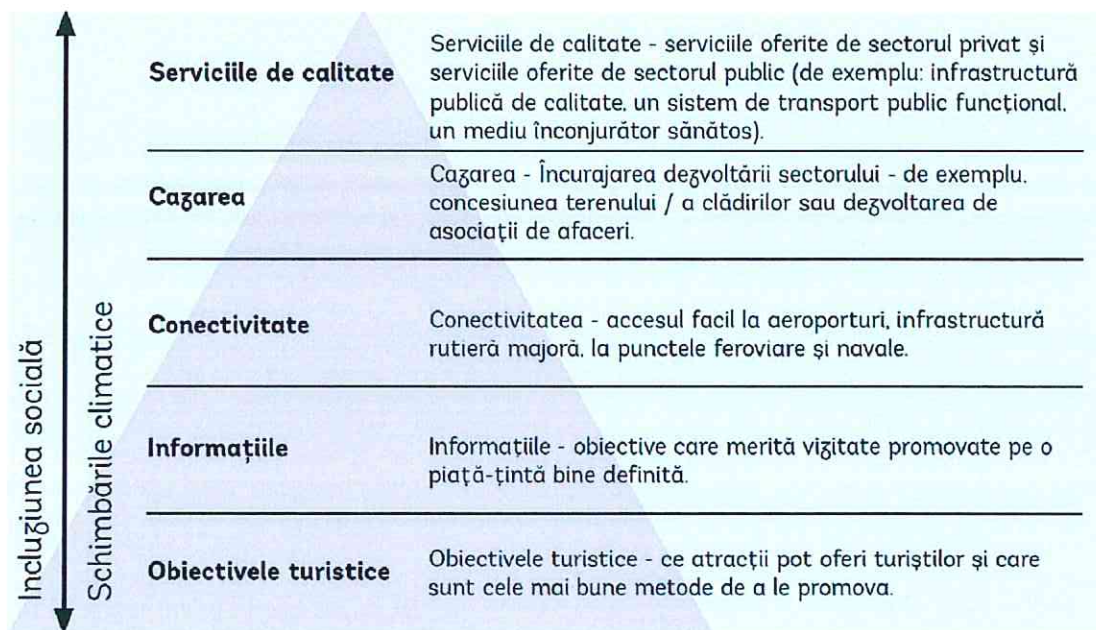 Serviciile de calitate
Serviciile de calitate - serviciile oferite de sectorul privat și
serviciile oferite de sectorul public (de exemplu: infrastructură
publică de calitate, un sistem de transport public funcțional,
un mediu înconjurător sănătos).
Cazarea
Cazarea - Încurajarea dezvoltării sectorului - de exemplu,
concesiunea terenului / a clădirilor sau dezvoltarea de
asociații de afaceri.
Conectivitate
Conectivitatea - accesul facil la aeroporturi, infrastructură
rutieră majoră, la punctele feroviare și navale.
Informațiile
Informațiile - obiective care merită vizitate promovate pe o
piață-țintă bine definită.
Obiectivele turistice
Obiectivele turistice - ce atracții pot oferi turiștilor și care
sunt cele mai bune metode de a le promova.
Incluziunea socială
Schimbările climatice